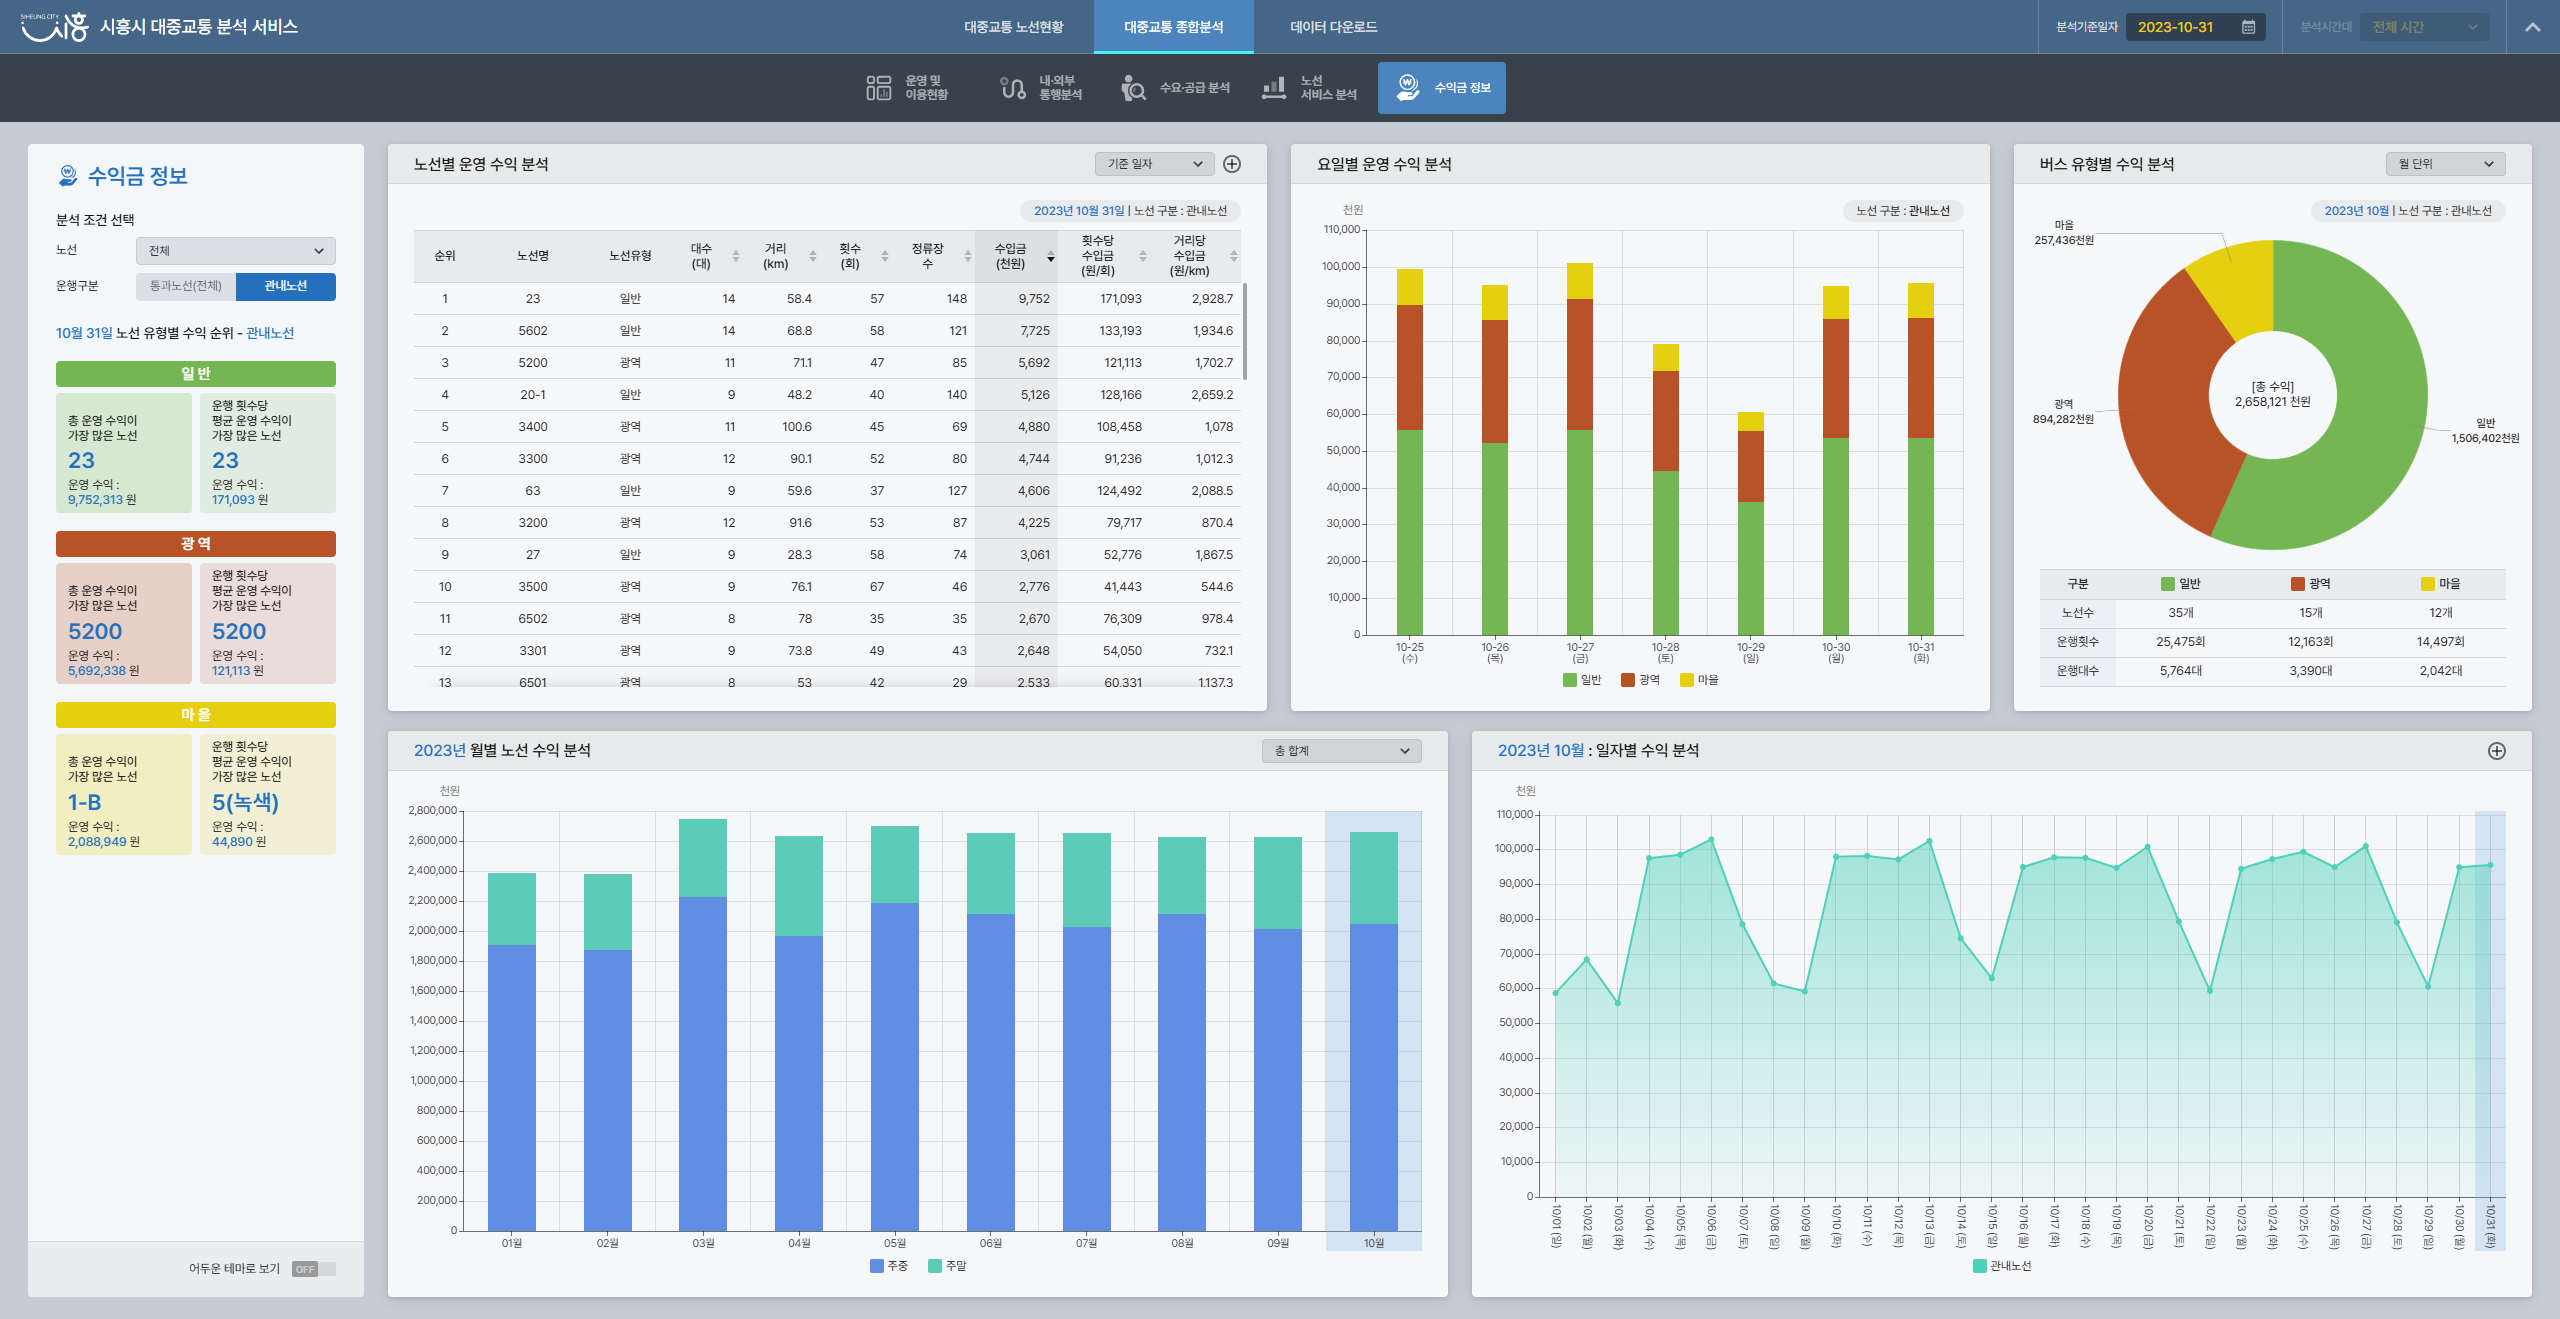 SIHEUNG CITY
시흥
시흥시 대중교통 분석 서비스
대중교통 노선현황
대중교통 종합분석
데이터 다운로드
분석기준일자 2023-10-31
분석시간대 전체 시간
운영 및
이용현황
내·외부
통행분석
수요·공급 분석
노선
서비스 분석
수익금 정보
수익금 정보
분석 조건 선택
노선 전체
운행구분 통과노선(전체) 관내노선
10월 31일 노선 유형별 수익 순위 - 관내노선
일 반
총 운영 수익이
가장 많은 노선
23
운영 수익 :
9,752,313 원
운행 횟수당
평균 운영 수익이
가장 많은 노선
23
운영 수익 :
171,093 원
광 역
총 운영 수익이
가장 많은 노선
5200
운영 수익 :
5,692,338 원
운행 횟수당
평균 운영 수익이
가장 많은 노선
5200
운영 수익 :
121,113 원
마 을
총 운영 수익이
가장 많은 노선
1-B
운영 수익 :
2,088,949 원
운행 횟수당
평균 운영 수익이
가장 많은 노선
5(녹색)
운영 수익 :
44,890 원
어두운 테마로 보기 OFF
노선별 운영 수익 분석 기준 일자
2023년 10월 31일 | 노선 구분 : 관내노선
순위 노선명 노선유형 대수 (대) 거리 (km) 횟수 (회) 정류장 수 수입금 (천원) 횟수당 수입금 (원/회) 거리당 수입금 (원/km)
1 23 일반 14 58.4 57 148 9,752 171,093 2,928.7
2 5602 일반 14 68.8 58 121 7,725 133,193 1,934.6
3 5200 광역 11 71.1 47 85 5,692 121,113 1,702.7
4 20-1 일반 9 48.2 40 140 5,126 128,166 2,659.2
5 3400 광역 11 100.6 45 69 4,880 108,458 1,078
6 3300 광역 12 90.1 52 80 4,744 91,236 1,012.3
7 63 일반 9 59.6 37 127 4,606 124,492 2,088.5
8 3200 광역 12 91.6 53 87 4,225 79,717 870.4
9 27 일반 9 28.3 58 74 3,061 52,776 1,867.5
10 3500 광역 9 76.1 67 46 2,776 41,443 544.6
11 6502 광역 8 78 35 35 2,670 76,309 978.4
12 3301 광역 9 73.8 49 43 2,648 54,050 732.1
13 6501 광역 8 53 42 29 2,533 60,331 1,137.3
요일별 운영 수익 분석
노선 구분 : 관내노선
천원
110,000
100,000
90,000
80,000
70,000
60,000
50,000
40,000
30,000
20,000
10,000
0
10-25 10-26 10-27 10-28 10-29 10-30 10-31
(수) (목) (금) (토) (일) (월) (화)
일반 광역 마을
버스 유형별 수익 분석 월 단위
2023년 10월 | 노선 구분 : 관내노선
마을
257,436천원
광역
894,282천원
[총 수익]
2,658,121 천원
일반
1,506,402천원
구분 일반 광역 마을
노선수 35개 15개 12개
운행횟수 25,475회 12,163회 14,497회
운행대수 5,764대 3,390대 2,042대
2023년 월별 노선 수익 분석 총 합계
천원
2,800,000
2,600,000
2,400,000
2,200,000
2,000,000
1,800,000
1,600,000
1,400,000
1,200,000
1,000,000
800,000
600,000
400,000
200,000
0
01월 02월 03월 04월 05월 06월 07월 08월 09월 10월
주중 주말
2023년 10월 : 일자별 수익 분석
천원
110,000
100,000
90,000
80,000
70,000
60,000
50,000
40,000
30,000
20,000
10,000
0
10/01 (일)
10/02 (월)
10/03 (화)
10/04 (수)
10/05 (목)
10/06 (금)
10/07 (토)
10/08 (일)
10/09 (월)
10/10 (화)
10/11 (수)
10/12 (목)
10/13 (금)
10/14 (토)
10/15 (일)
10/16 (월)
10/17 (화)
10/18 (수)
10/19 (목)
10/20 (금)
10/21 (토)
10/22 (일)
10/23 (월)
10/24 (화)
10/25 (수)
10/26 (목)
10/27 (금)
10/28 (토)
10/29 (일)
10/30 (월)
10/31 (화)
관내노선